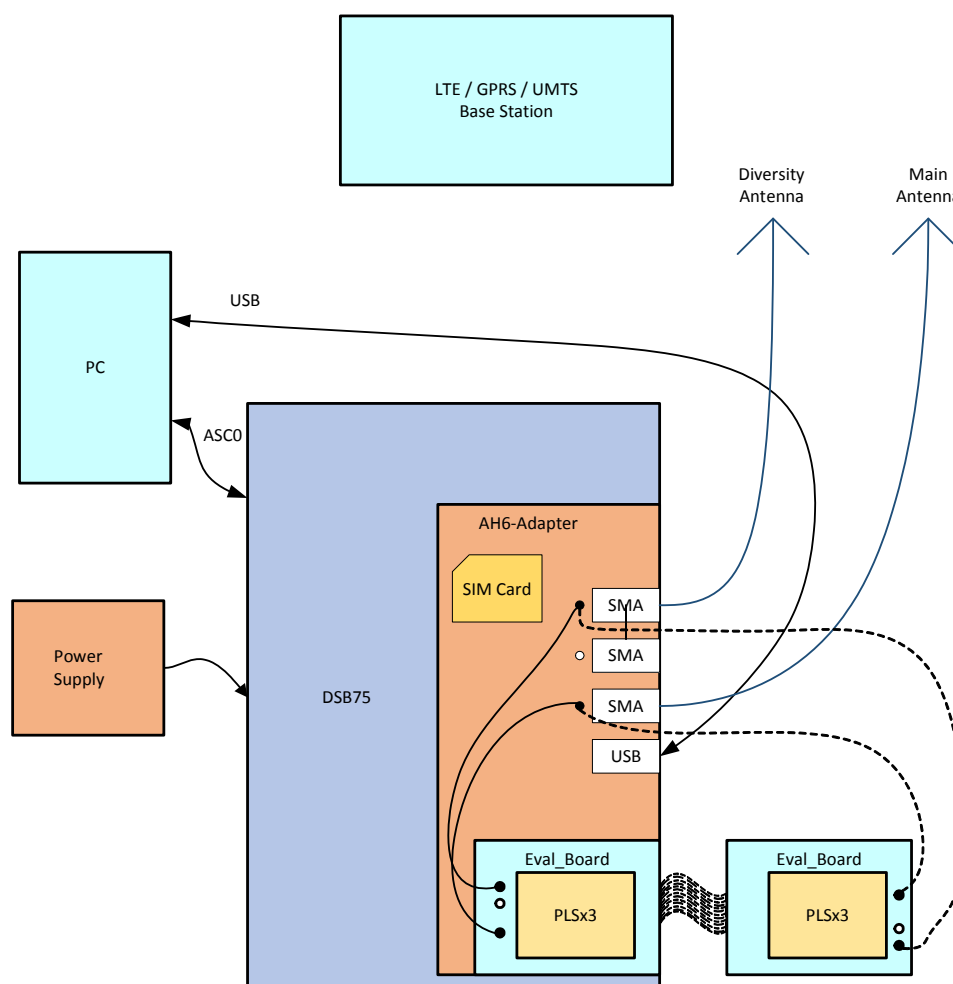 LTE / GPRS / UMTS
Base Station
Diversity
Antenna
Main
Antenna
USB
PC
ASC0
AH6-Adapter
SIM Card
SMA
SMA
SMA
USB
Power
Supply
DSB75
Eval_Board
PLSx3
Eval_Board
PLSx3